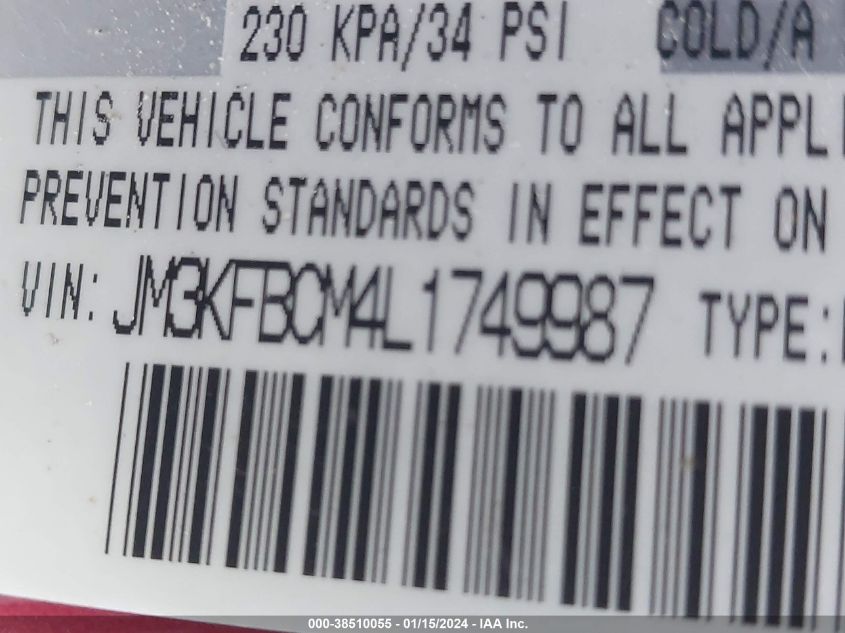 230 KPA/34 PSI COLD/A
THIS VEHICLE CONFORMS TO ALL APPLI
PREVENTION STANDARDS IN EFFECT ON
VIN: JM3KFBCM4L1749987 TYPE:
000-38510055 - 01/15/2024 - IAA Inc.